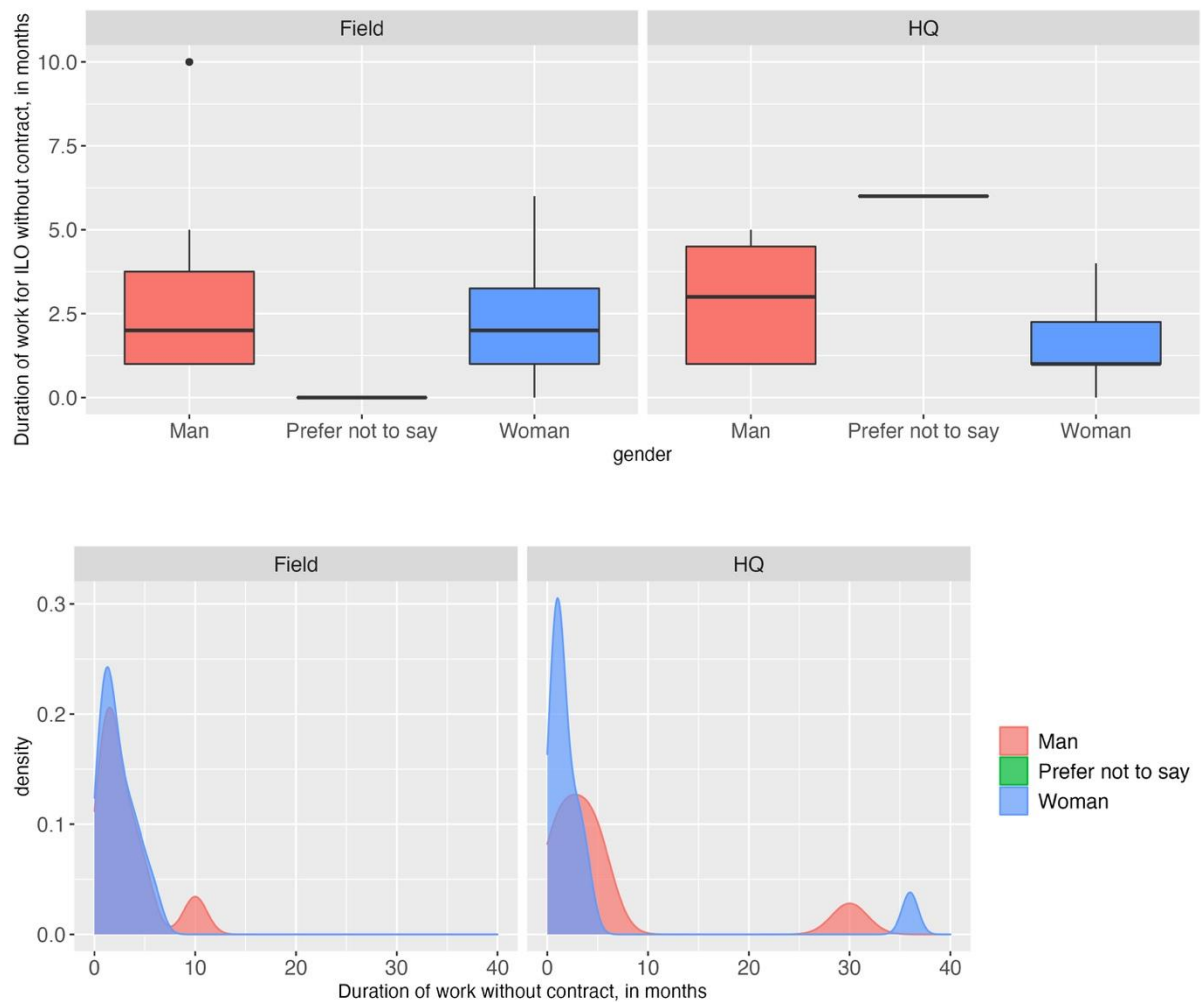 Field HQ
Duration of work for ILO without contract, in months
10.0
7.5
5.0
2.5
0.0
Man Prefer not to say Woman Man Prefer not to say Woman
gender
Field HQ
density
0.3
0.2
0.1
0.0
0 10 20 30 40 0 10 20 30 40
Duration of work without contract, in months
Man
Prefer not to say
Woman